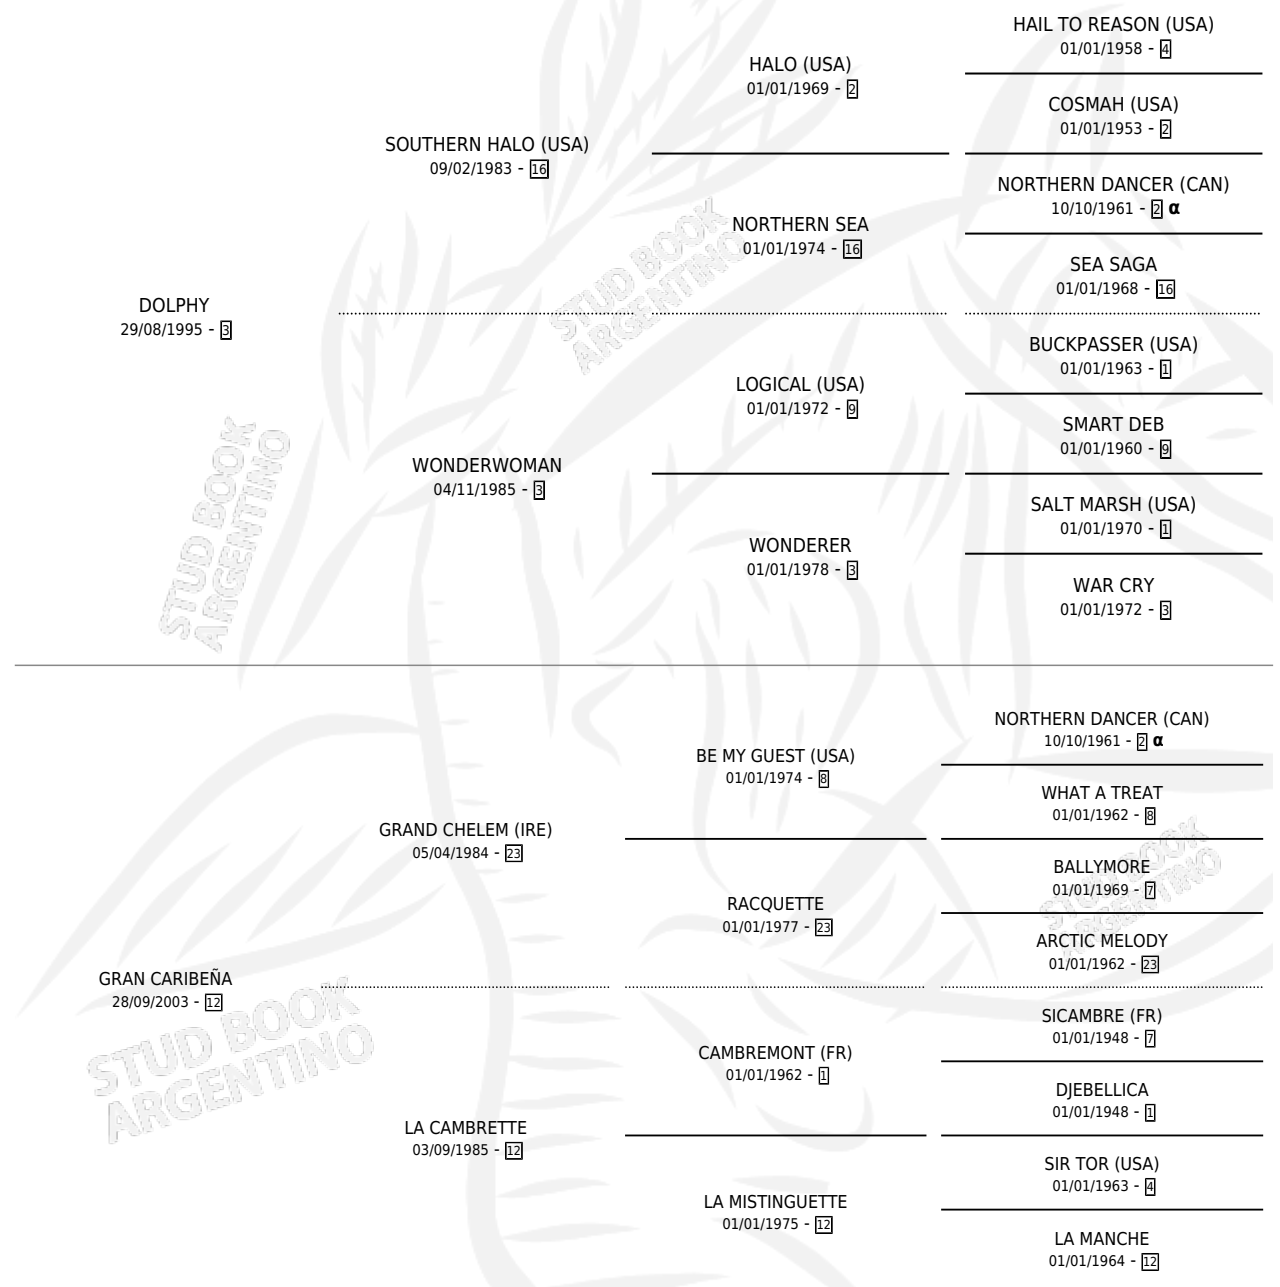 HAIL TO REASON (USA)
01/01/1958 - 4
HALO (USA)
01/01/1969 - 2
COSMAH (USA)
01/01/1953 - 2
SOUTHERN HALO (USA)
09/02/1983 - 16
NORTHERN DANCER (CAN)
10/10/1961 - 2 α
NORTHERN SEA
01/01/1974 - 16
SEA SAGA
01/01/1968 - 16
DOLPHY
29/08/1995 - 3
BUCKPASSER (USA)
01/01/1963 - 1
LOGICAL (USA)
01/01/1972 - 9
SMART DEB
01/01/1960 - 9
WONDERWOMAN
04/11/1985 - 3
SALT MARSH (USA)
01/01/1970 - 1
WONDERER
01/01/1978 - 3
WAR CRY
01/01/1972 - 3
NORTHERN DANCER (CAN)
10/10/1961 - 2 α
BE MY GUEST (USA)
01/01/1974 - 8
WHAT A TREAT
01/01/1962 - 8
GRAND CHELEM (IRE)
05/04/1984 - 23
BALLYMORE
01/01/1969 - 7
RACQUETTE
01/01/1977 - 23
ARCTIC MELODY
01/01/1962 - 23
GRAN CARIBEÑA
28/09/2003 - 12
SICAMBRE (FR)
01/01/1948 - 7
CAMBREMONT (FR)
01/01/1962 - 1
DJEBELLICA
01/01/1948 - 1
LA CAMBRETTE
03/09/1985 - 12
SIR TOR (USA)
01/01/1963 - 4
LA MISTINGUETTE
01/01/1975 - 12
LA MANCHE
01/01/1964 - 12
STUD BOOK
ARGENTINO
STUD BOOK
ARGENTINO
STUD BOOK
ARGENTINO
STUD BOOK
ARGENTINO